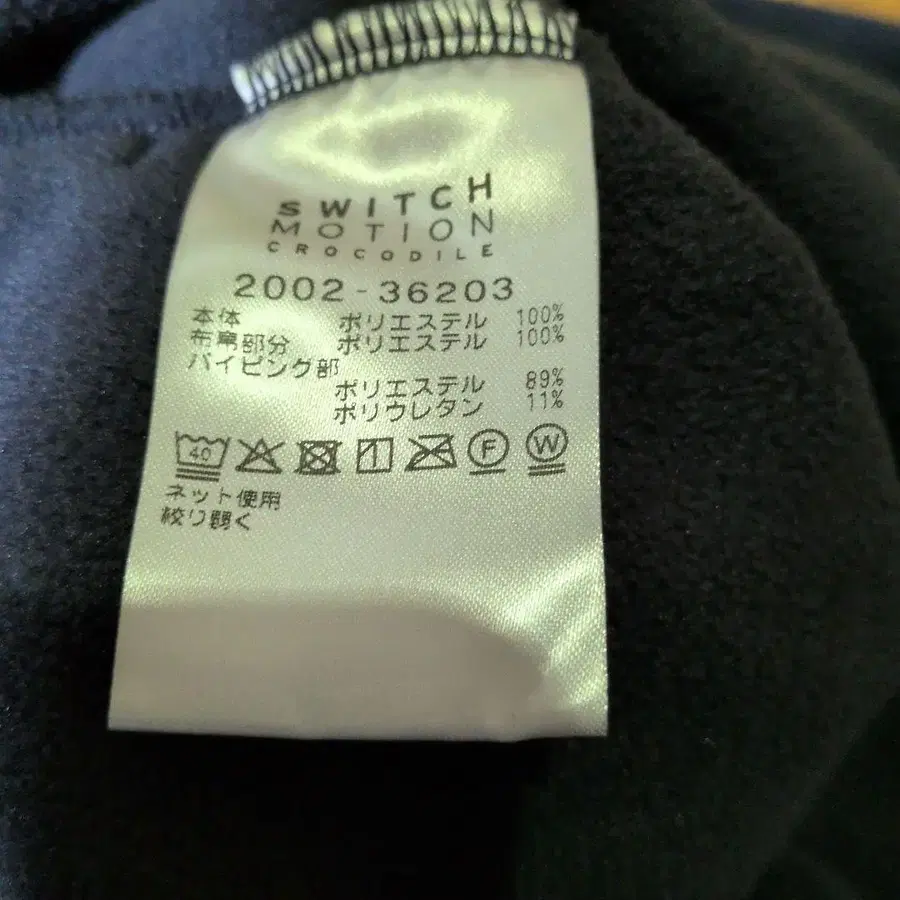 SWITCH
MOTION
CROCODILE
2002-36203
本体 ポリエステル 100%
布帛部分 ポリエステル 100%
パイピング部
ポリエステル 89%
ポリウレタン 11%
40 F W
ネット使用
絞り弱く